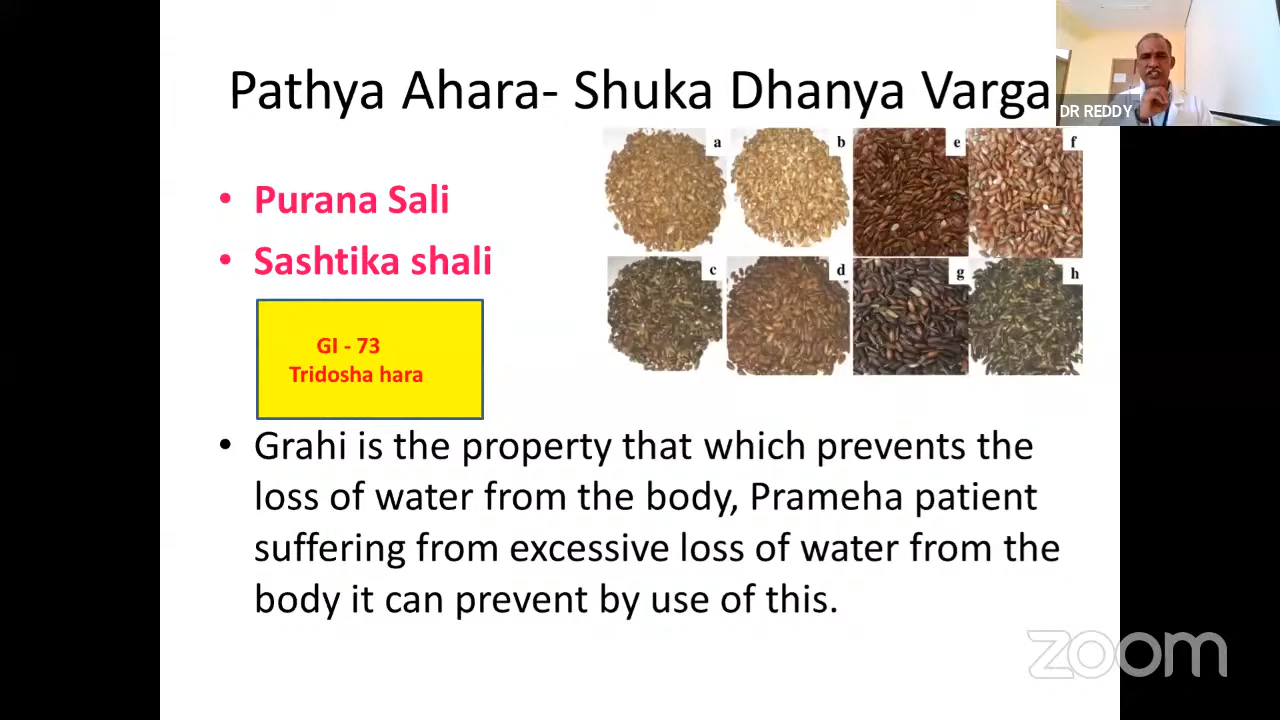 Pathya Ahara- Shuka Dhanya Varga
DR REDDY
a
b
e
f
• Purana Sali
• Sashtika shali
c
d
g
h
GI - 73
Tridosha hara
• Grahi is the property that which prevents the
loss of water from the body, Prameha patient
suffering from excessive loss of water from the
body it can prevent by use of this.
zoom